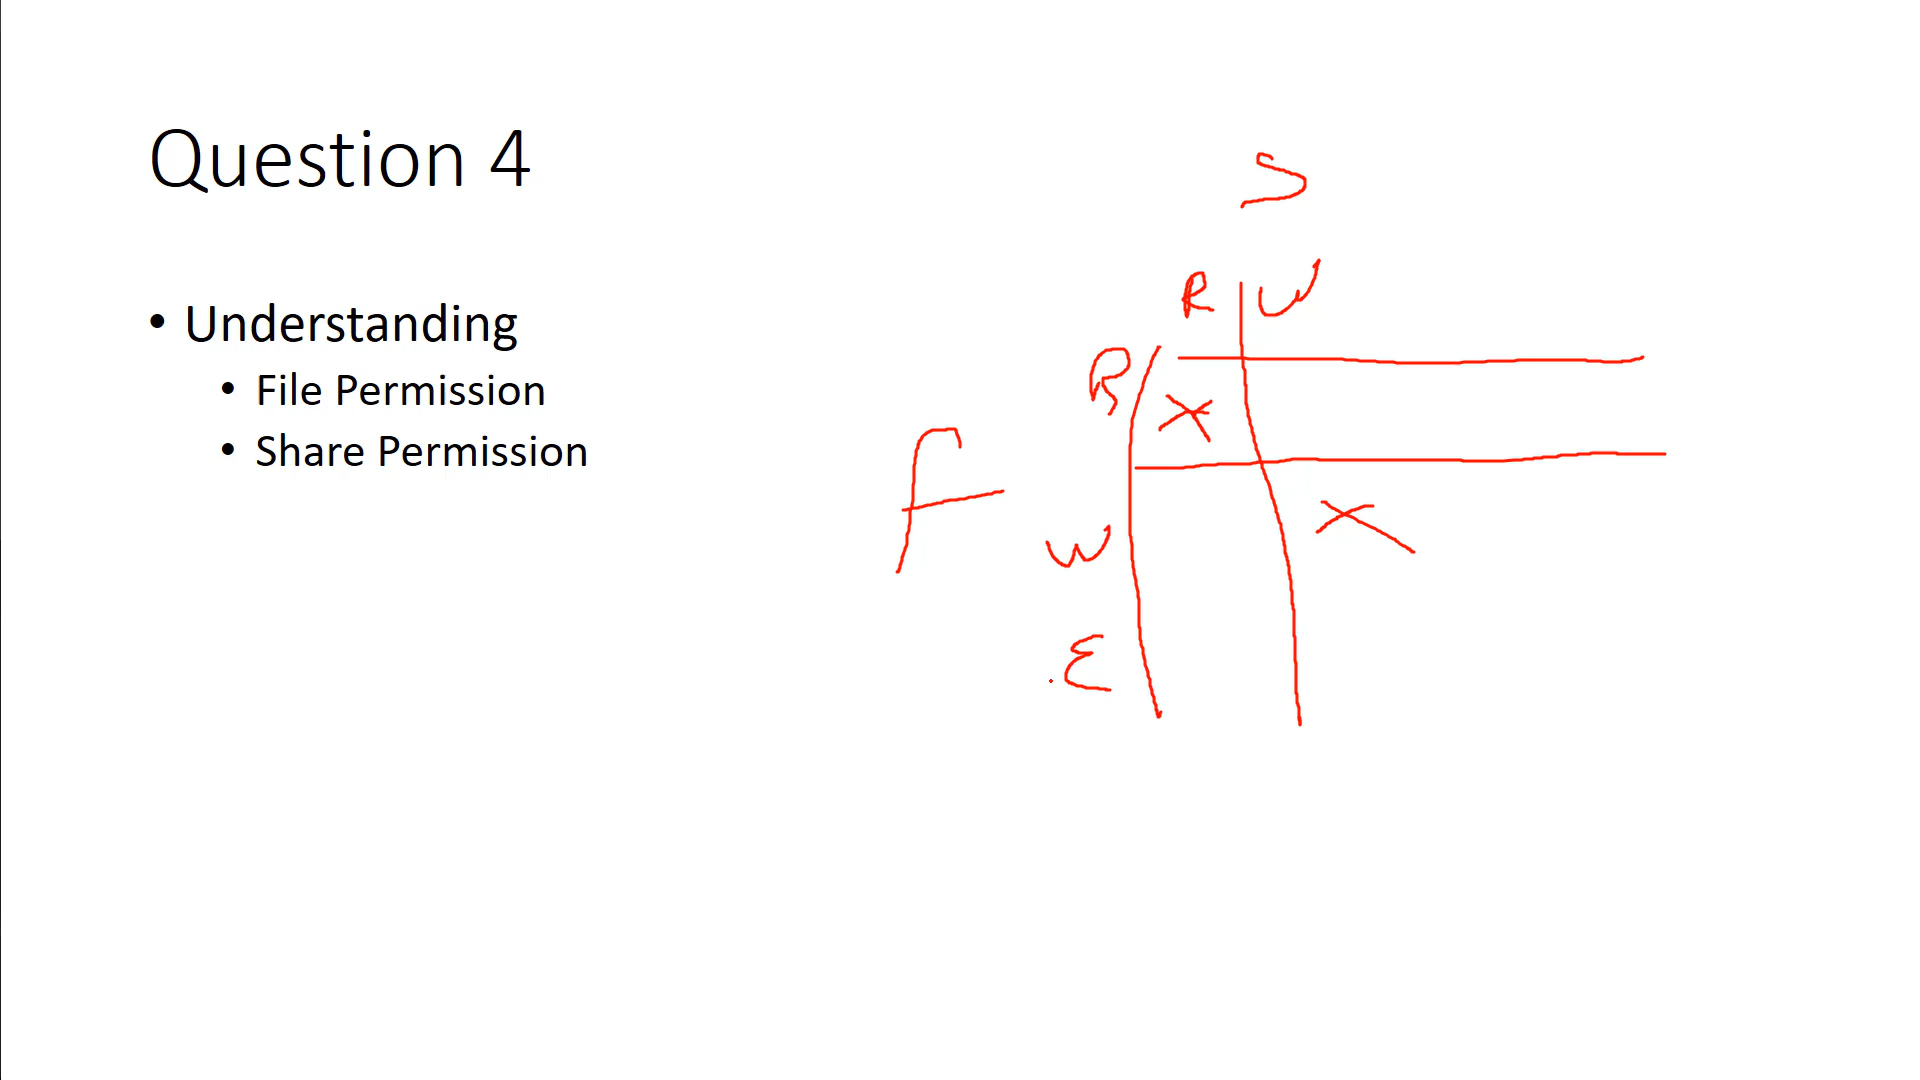 Question 4
• Understanding
• File Permission
• Share Permission
S
R W
R
X
F
W X
E